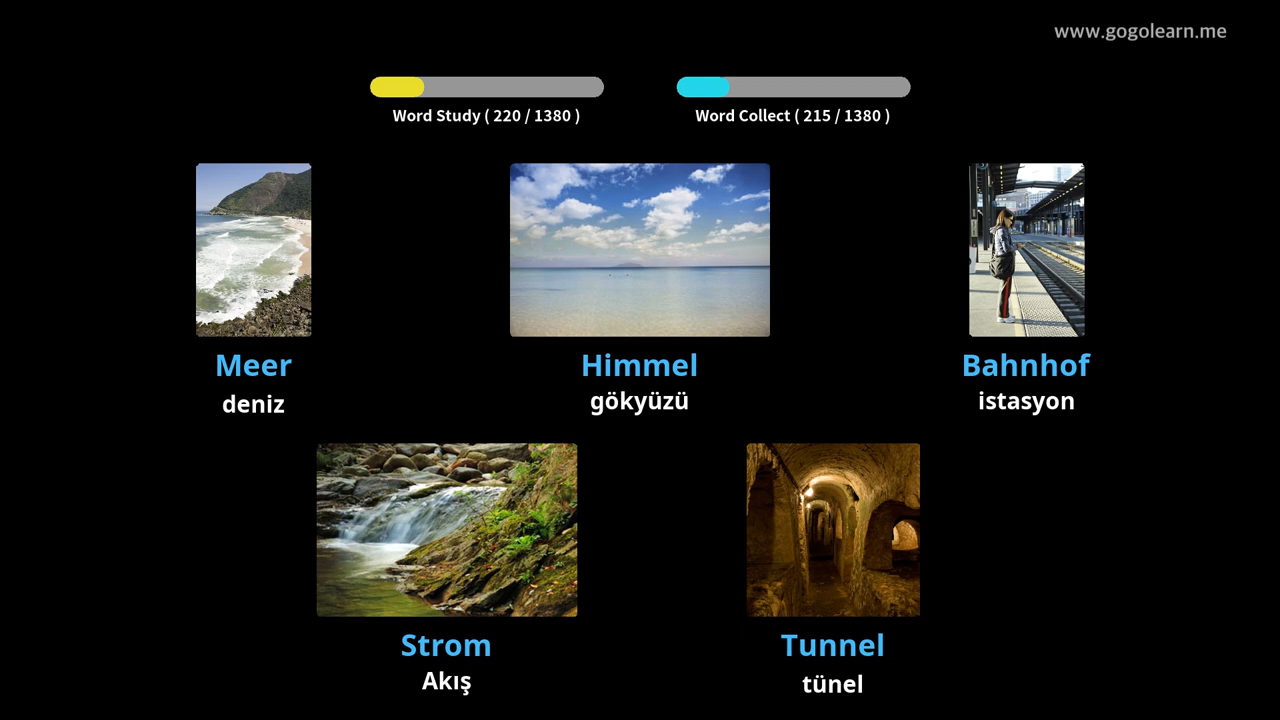 www.gogolearn.me
Word Study ( 220 / 1380 )
Word Collect ( 215 / 1380 )
Meer
deniz
Himmel
gökyüzü
Bahnhof
istasyon
Strom
Akış
Tunnel
tünel